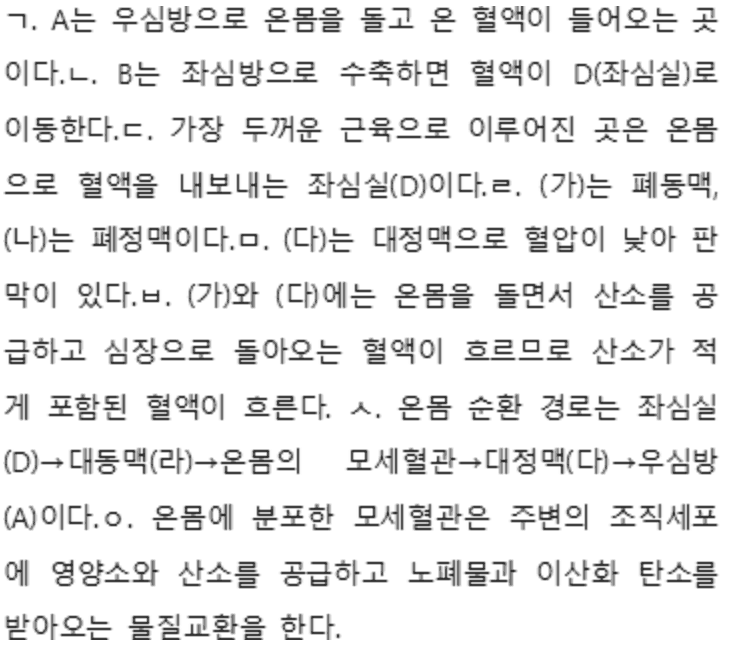 ㄱ. A는 우심방으로 온몸을 돌고 온 혈액이 들어오는 곳
이다.ㄴ. B는 좌심방으로 수축하면 혈액이 D(좌심실)로
이동한다.ㄷ. 가장 두꺼운 근육으로 이루어진 곳은 온몸
으로 혈액을 내보내는 좌심실(D)이다.ㄹ. (가)는 폐동맥,
(나)는 폐정맥이다.ㅁ. (다)는 대정맥으로 혈압이 낮아 판
막이 있다.ㅂ. (가)와 (다)에는 온몸을 돌면서 산소를 공
급하고 심장으로 돌아오는 혈액이 흐르므로 산소가 적
게 포함된 혈액이 흐른다. ㅅ. 온몸 순환 경로는 좌심실
(D)→대동맥(라)→온몸의 모세혈관→대정맥(다)→우심방
(A)이다.ㅇ. 온몸에 분포한 모세혈관은 주변의 조직세포
에 영양소와 산소를 공급하고 노폐물과 이산화 탄소를
받아오는 물질교환을 한다.